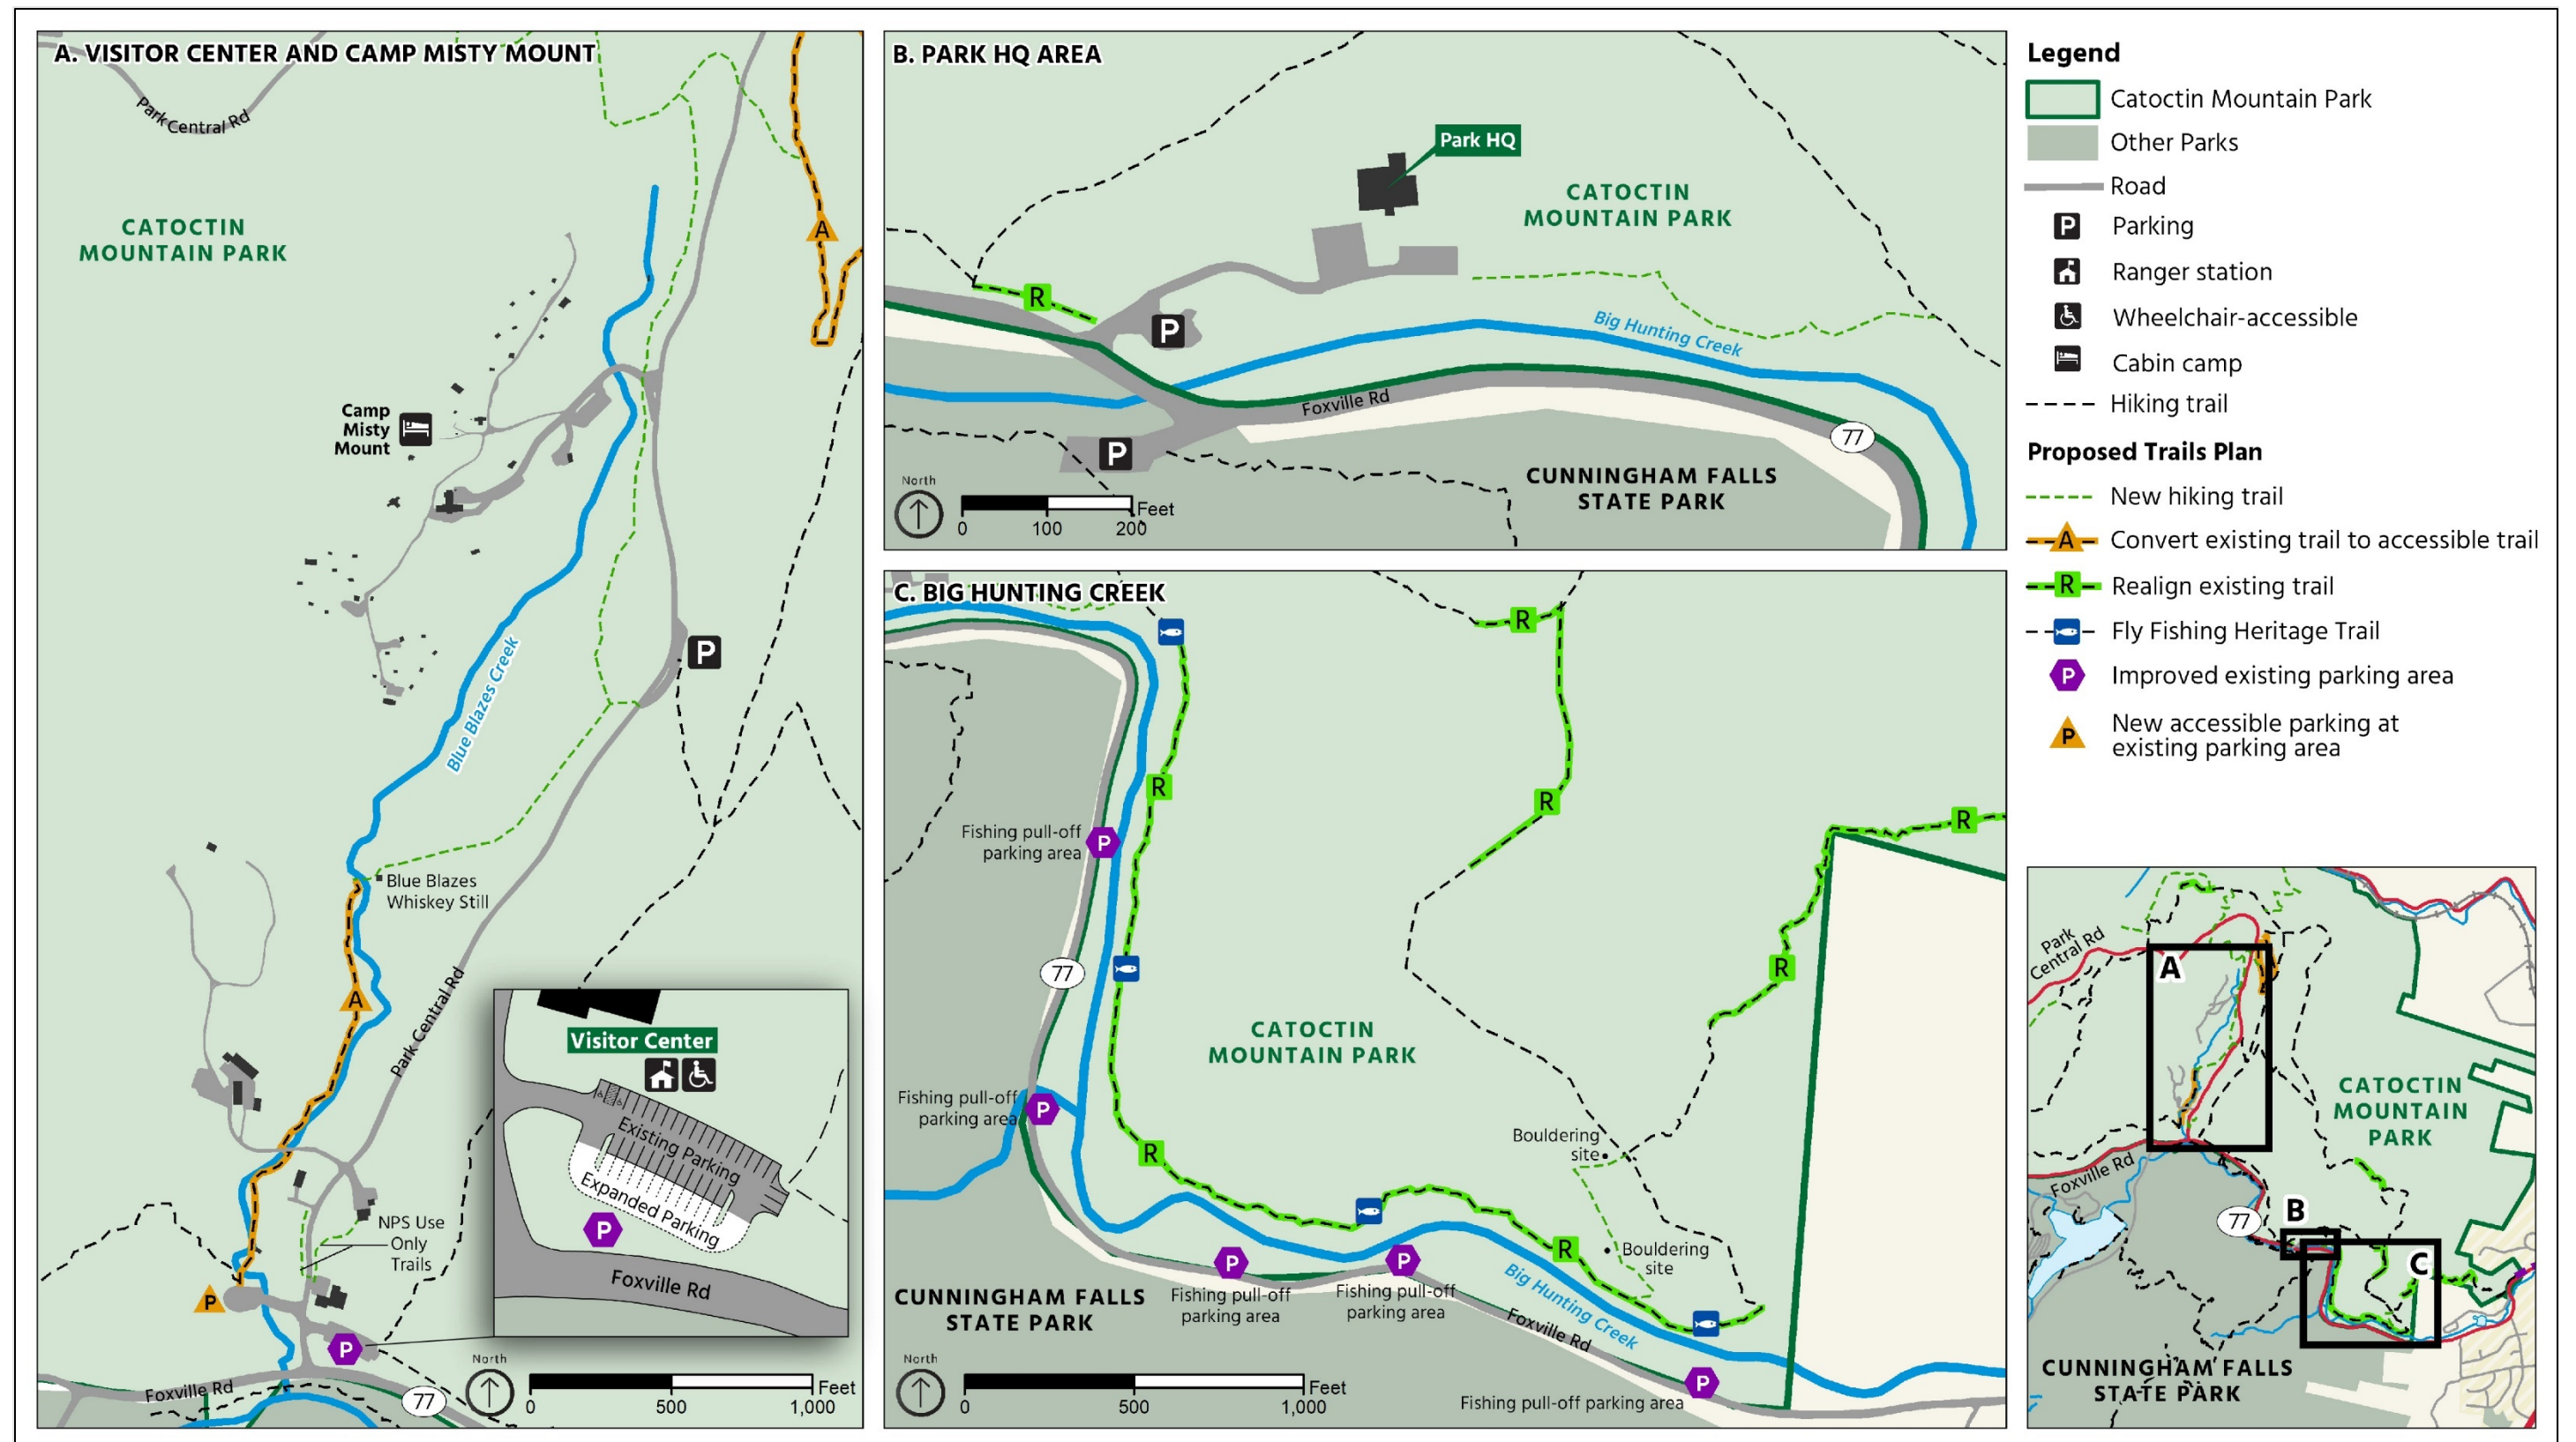 A. VISITOR CENTER AND CAMP MISTY MOUNT
Park Central Rd
CATOCTIN
MOUNTAIN PARK
A
Camp
Misty
Mount
P
Blue Blazes Creek
Blue Blazes
Whiskey Still
A
Park Central Rd
NPS Use
Only
Trails
P
P
Foxville Rd
77
Visitor Center
Existing Parking
Expanded Parking
P
Foxville Rd
North
0 500 1,000
Feet
B. PARK HQ AREA
Park HQ
CATOCTIN
MOUNTAIN PARK
R
P
Big Hunting Creek
Foxville Rd
77
P
CUNNINGHAM FALLS
STATE PARK
North
0 100 200
Feet
C. BIG HUNTING CREEK
R
R
R
R
R
Fishing pull-off
parking area
P
77
CATOCTIN
MOUNTAIN PARK
Fishing pull-off
parking area
P
R
Bouldering
site
Bouldering
site
R
P
Fishing pull-off
parking area
P
Fishing pull-off
parking area
Big Hunting Creek
Foxville Rd
CUNNINGHAM FALLS
STATE PARK
P
Fishing pull-off parking area
North
0 500 1,000
Feet
Legend
Catoctin Mountain Park
Other Parks
Road
P Parking
Ranger station
Wheelchair-accessible
Cabin camp
Hiking trail
Proposed Trails Plan
New hiking trail
A Convert existing trail to accessible trail
R Realign existing trail
Fly Fishing Heritage Trail
P Improved existing parking area
P New accessible parking at
existing parking area
Park
Central Rd
A
CATOCTIN
MOUNTAIN
PARK
Foxville Rd
77
B
C
CUNNINGHAM FALLS
STATE PARK